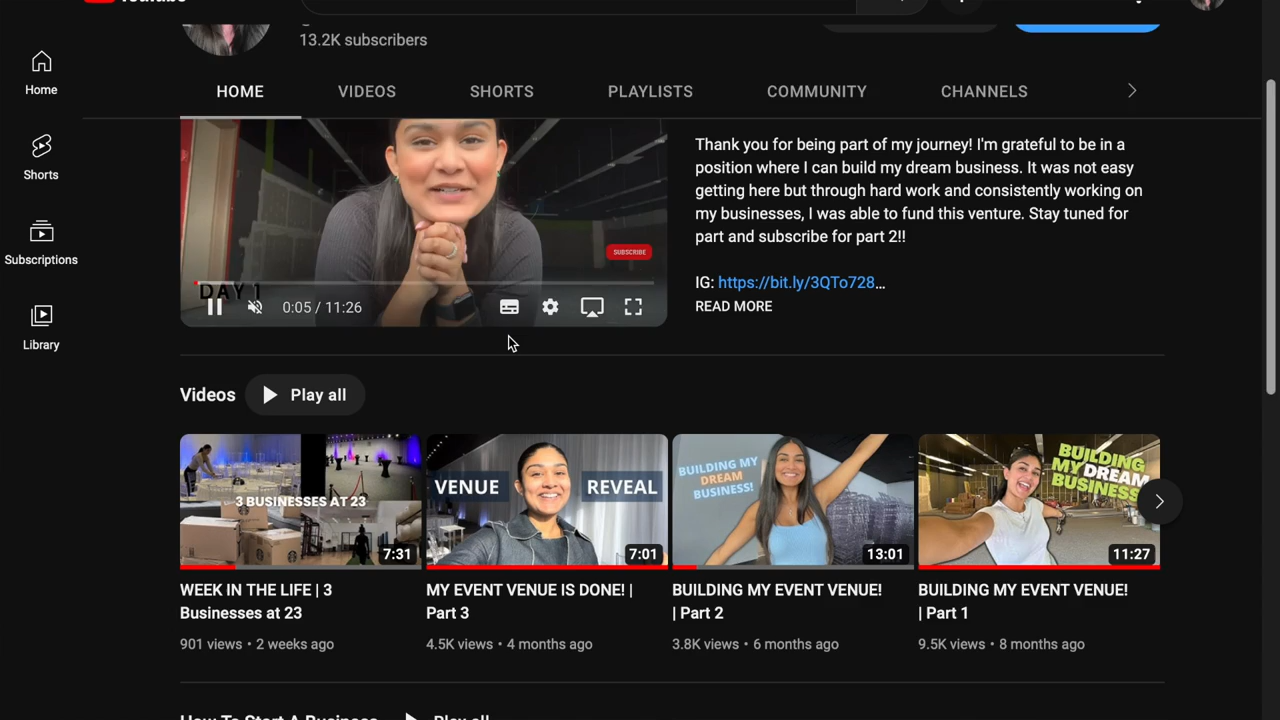 13.2K subscribers
Home
HOME
VIDEOS
SHORTS
PLAYLISTS
COMMUNITY
CHANNELS
Shorts
Subscriptions
Library
Thank you for being part of my journey! I'm grateful to be in a
position where I can build my dream business. It was not easy
getting here but through hard work and consistently working on
my businesses, I was able to fund this venture. Stay tuned for
part and subscribe for part 2!!
IG: https://bit.ly/3QTo728...
READ MORE
SUBSCRIBE
DAY 1
0:05 / 11:26
Videos
Play all
3 BUSINESSES AT 23
7:31
VENUE REVEAL
7:01
BUILDING MY
DREAM
BUSINESS!
13:01
BUILDING
MY DREAM
BUSINESS
11:27
WEEK IN THE LIFE | 3
Businesses at 23
901 views • 2 weeks ago
MY EVENT VENUE IS DONE! |
Part 3
4.5K views • 4 months ago
BUILDING MY EVENT VENUE!
| Part 2
3.8K views • 6 months ago
BUILDING MY EVENT VENUE!
| Part 1
9.5K views • 8 months ago
How To Start A Business
Play all